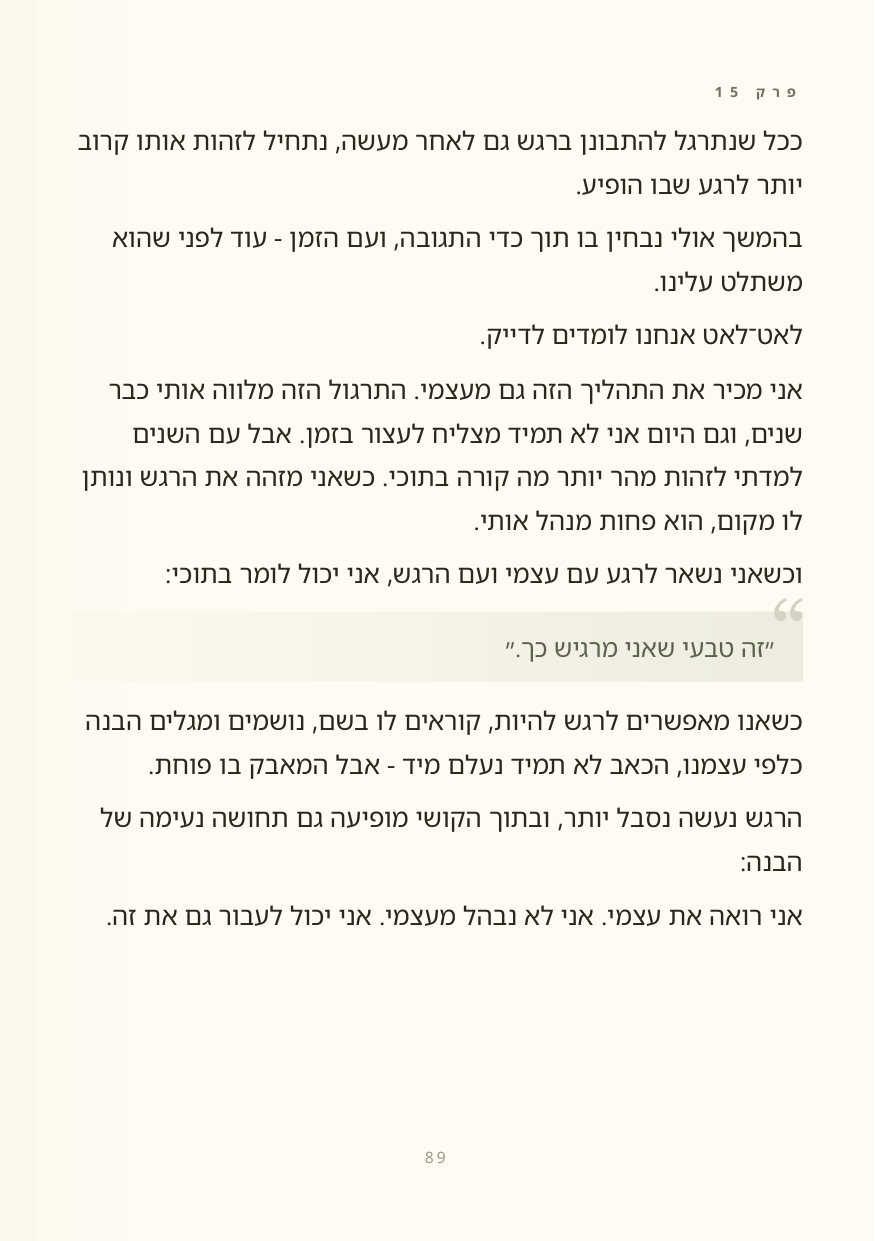 פרק 15
ככל שנתרגל להתבונן ברגש גם לאחר מעשה, נתחיל לזהות אותו קרוב
יותר לרגע שבו הופיע.
בהמשך אולי נבחין בו תוך כדי התגובה, ועם הזמן - עוד לפני שהוא
משתלט עלינו.
לאט־לאט אנחנו לומדים לדייק.
אני מכיר את התהליך הזה גם מעצמי. התרגול הזה מלווה אותי כבר
שנים, וגם היום אני לא תמיד מצליח לעצור בזמן. אבל עם השנים
למדתי לזהות מהר יותר מה קורה בתוכי. כשאני מזהה את הרגש ונותן
לו מקום, הוא פחות מנהל אותי.
וכשאני נשאר לרגע עם עצמי ועם הרגש, אני יכול לומר בתוכי:
“
״זה טבעי שאני מרגיש כך.״
כשאנו מאפשרים לרגש להיות, קוראים לו בשם, נושמים ומגלים הבנה
כלפי עצמנו, הכאב לא תמיד נעלם מיד - אבל המאבק בו פוחת.
הרגש נעשה נסבל יותר, ובתוך הקושי מופיעה גם תחושה נעימה של
הבנה:
אני רואה את עצמי. אני לא נבהל מעצמי. אני יכול לעבור גם את זה.
89